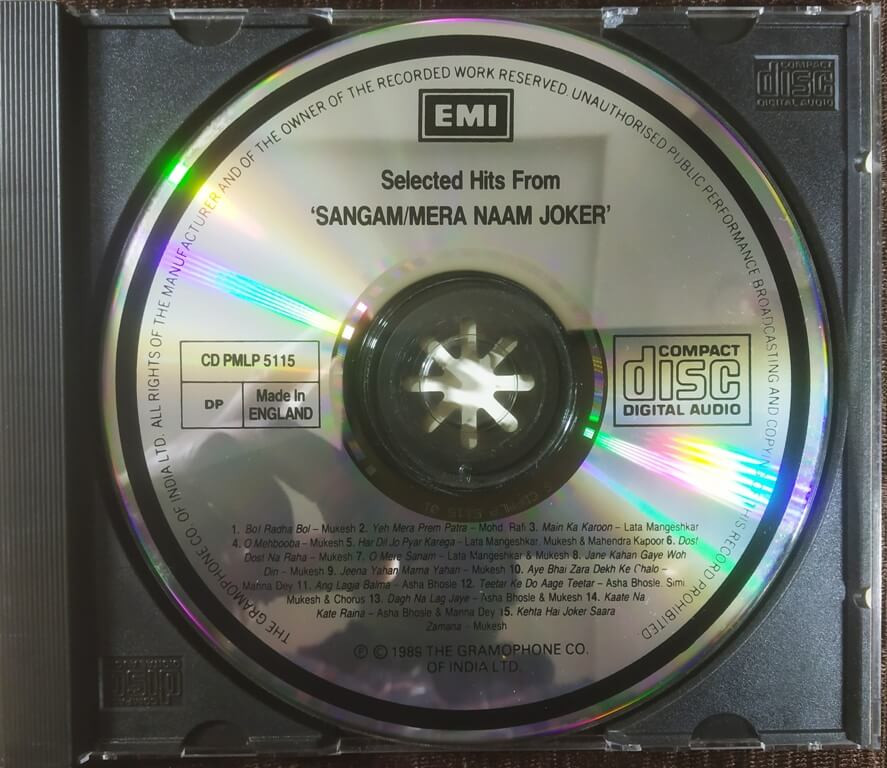 COMPACT
disc
DIGITAL AUDIO
EMI
Selected Hits From
'SANGAM/MERA NAAM JOKER'
CD PMLP 5115
DP
Made in
ENGLAND
COMPACT
disc
DIGITAL AUDIO
1. Bol Radha Bol – Mukesh 2. Yeh Mera Prem Patra – Mohd. Rafi 3. Main Ka Karoon – Lata Mangeshkar
4. O Mehbooba – Mukesh 5. Har Dil Jo Pyar Karega – Lata Mangeshkar, Mukesh & Mahendra Kapoor 6. Dost
Dost Na Raha – Mukesh 7. O Mere Sanam – Lata Mangeshkar & Mukesh 8. Jane Kahan Gaye Woh
Din – Mukesh 9. Jeena Yahan Marna Yahan – Mukesh 10. Aye Bhai Zara Dekh Ke Chalo –
Manna Dey 11. Ang Lagja Balma – Asha Bhosle 12. Teetar Ke Do Aage Teetar – Asha Bhosle, Simi,
Mukesh & Chorus 13. Dagh Na Lag Jaye – Asha Bhosle & Mukesh 14. Kaate Na
Kate Raina – Asha Bhosle & Manna Dey 15. Kehta Hai Joker Saara
Zamana – Mukesh
Ⓟ © 1989 THE GRAMOPHONE CO.
OF INDIA LTD.
THE GRAMOPHONE CO. OF INDIA LTD. ALL RIGHTS OF THE MANUFACTURER AND OF THE OWNER OF THE RECORDED WORK RESERVED. UNAUTHORISED PUBLIC PERFORMANCE BROADCASTING AND COPYING THIS RECORD PROHIBITED